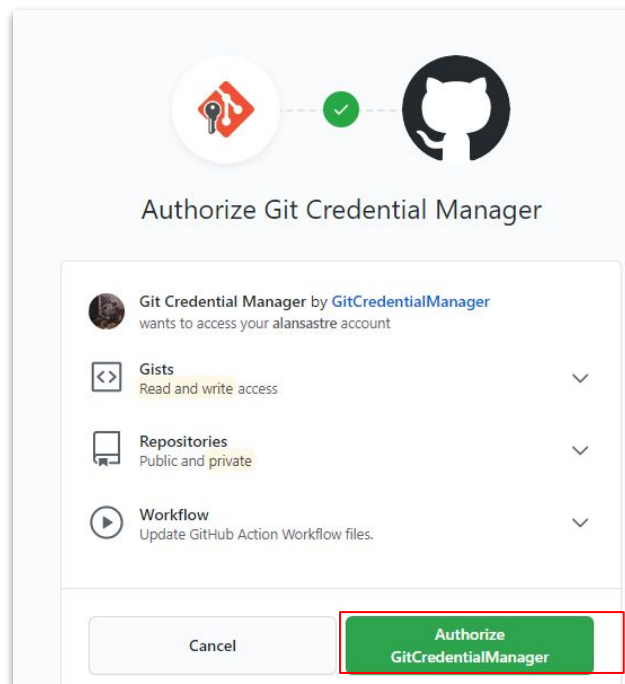 Authorize Git Credential Manager
Git Credential Manager by GitCredentialManager
wants to access your alansastre account
Gists
Read and write access
Repositories
Public and private
Workflow
Update GitHub Action Workflow files.
Cancel
Authorize
GitCredentialManager